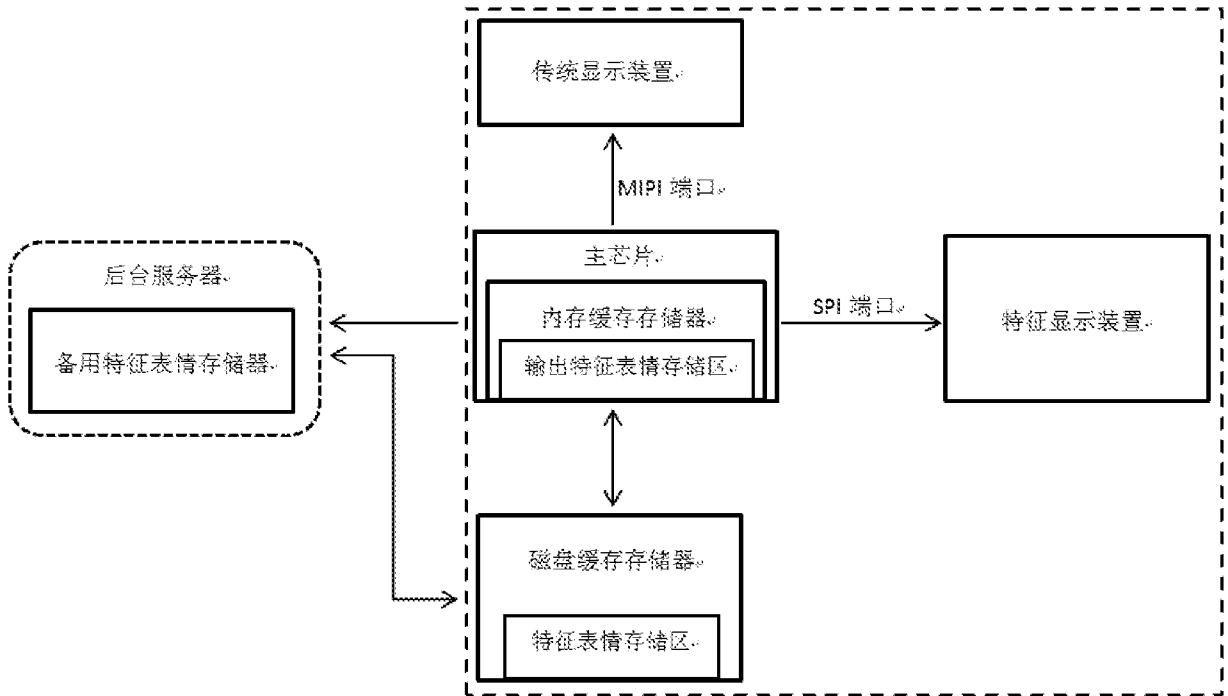 传统显示装置
MIPI 端口
主芯片
后台服务器
内存缓存存储器
SPI 端口
特征显示装置
备用特征表情存储器
输出特征表情存储区
磁盘缓存存储器
特征表情存储区